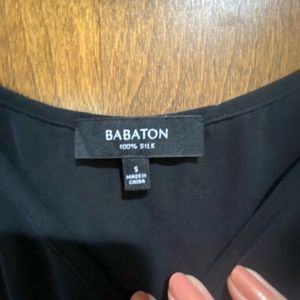 BABATON
100% SILK
S
MADE IN
CHINA